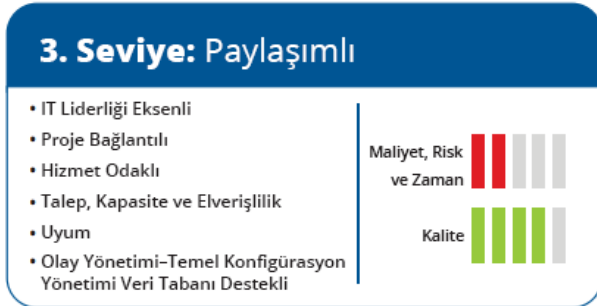 3. Seviye: Paylaşımlı
• IT Liderliği Eksenli
• Proje Bağlantılı
• Hizmet Odaklı
• Talep, Kapasite ve Elverişlilik
• Uyum
• Olay Yönetimi–Temel Konfigürasyon
Yönetimi Veri Tabanı Destekli
Maliyet, Risk
ve Zaman
Kalite